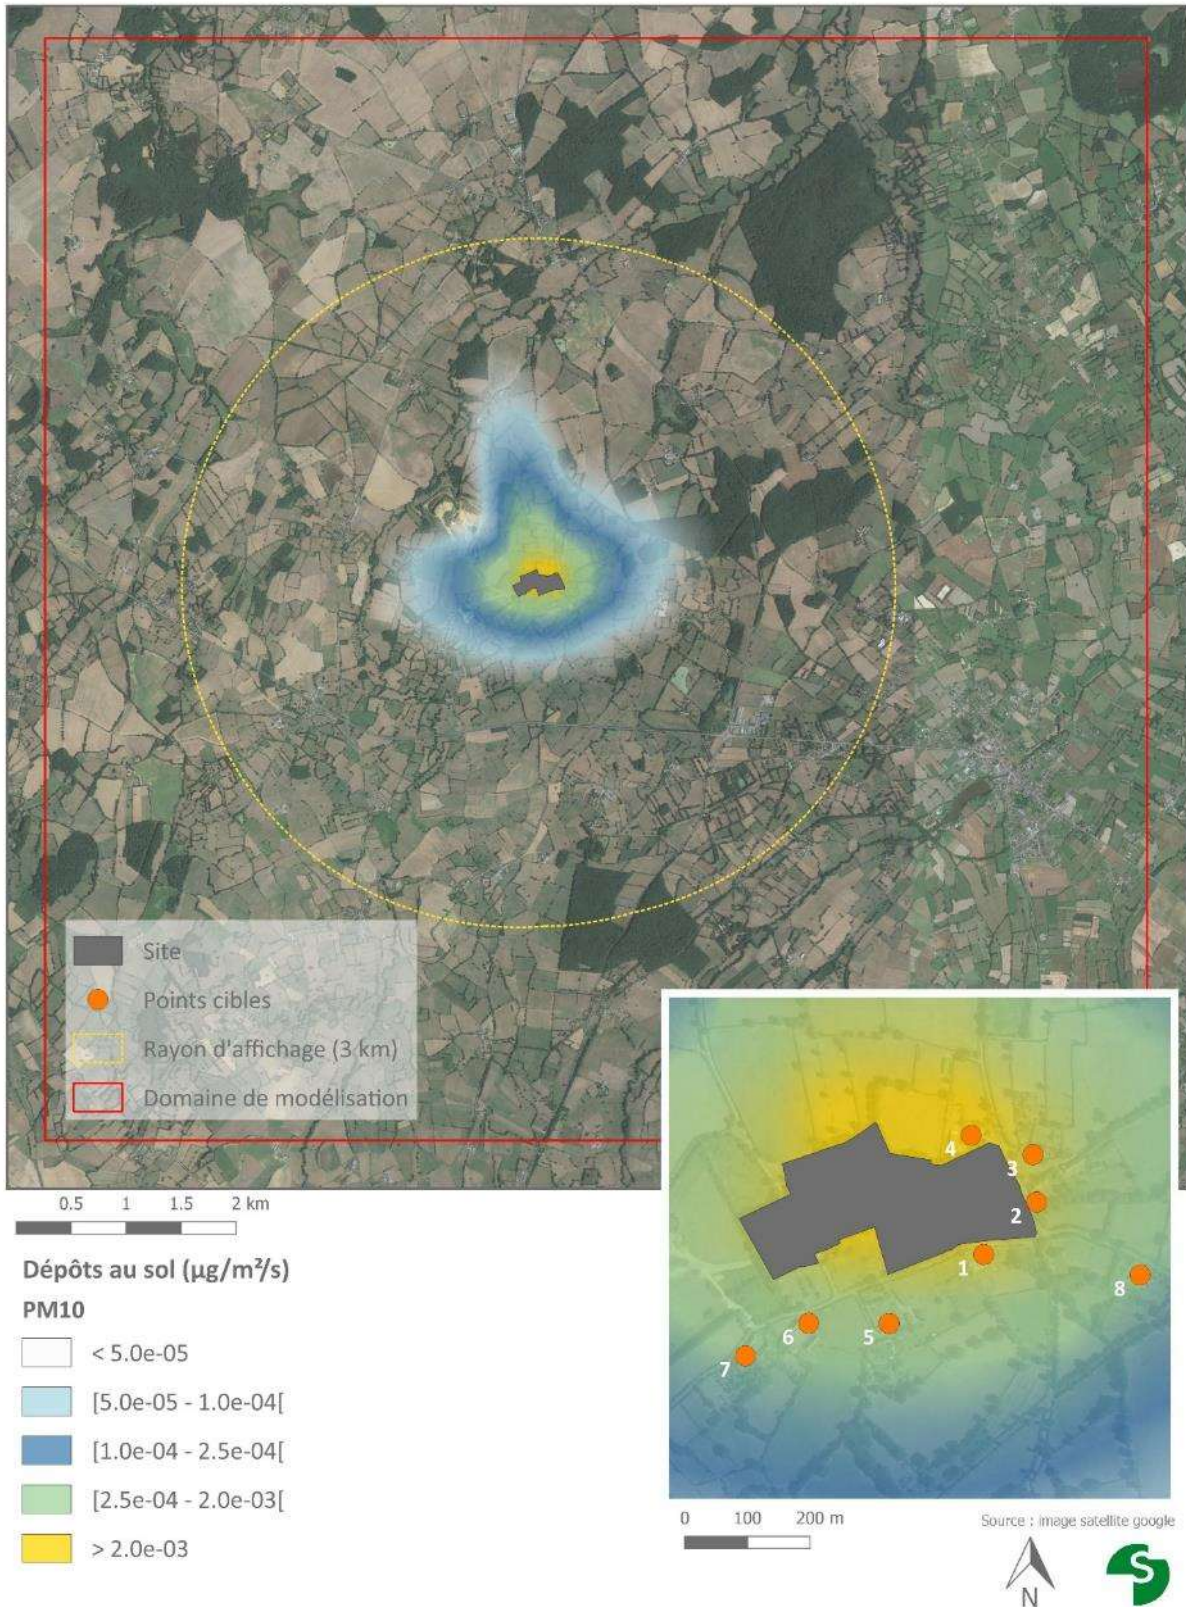 Site
Points cibles
Rayon d'affichage (3 km)
Domaine de modélisation
4
3
2
1
8
6
5
7
0.5 1 1.5 2 km
Dépôts au sol (µg/m²/s)
PM10
< 5.0e-05
[5.0e-05 - 1.0e-04[
[1.0e-04 - 2.5e-04[
[2.5e-04 - 2.0e-03[
> 2.0e-03
0 100 200 m
Source : image satellite google
N